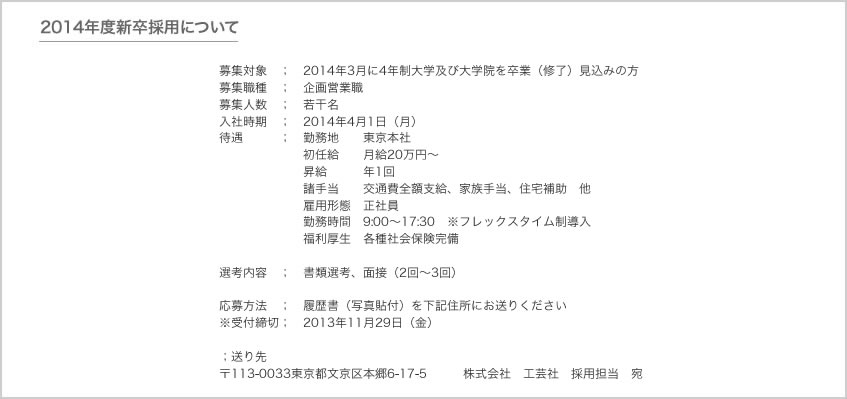 2014年度新卒採用について
募集対象　；　2014年3月に4年制大学及び大学院を卒業（修了）見込みの方
募集職種　；　企画営業職
募集人数　；　若干名
入社時期　；　2014年4月1日（月）
待遇　　　；　勤務地　　東京本社
初任給　　月給20万円～
昇給　　　年1回
諸手当　　交通費全額支給、家族手当、住宅補助　他
雇用形態　正社員
勤務時間　9:00～17:30　※フレックスタイム制導入
福利厚生　各種社会保険完備
選考内容　；　書類選考、面接（2回～3回）
応募方法　；　履歴書（写真貼付）を下記住所にお送りください
※受付締切；　2013年11月29日（金）
；送り先
〒113-0033東京都文京区本郷6-17-5　　　株式会社　工芸社　採用担当　宛